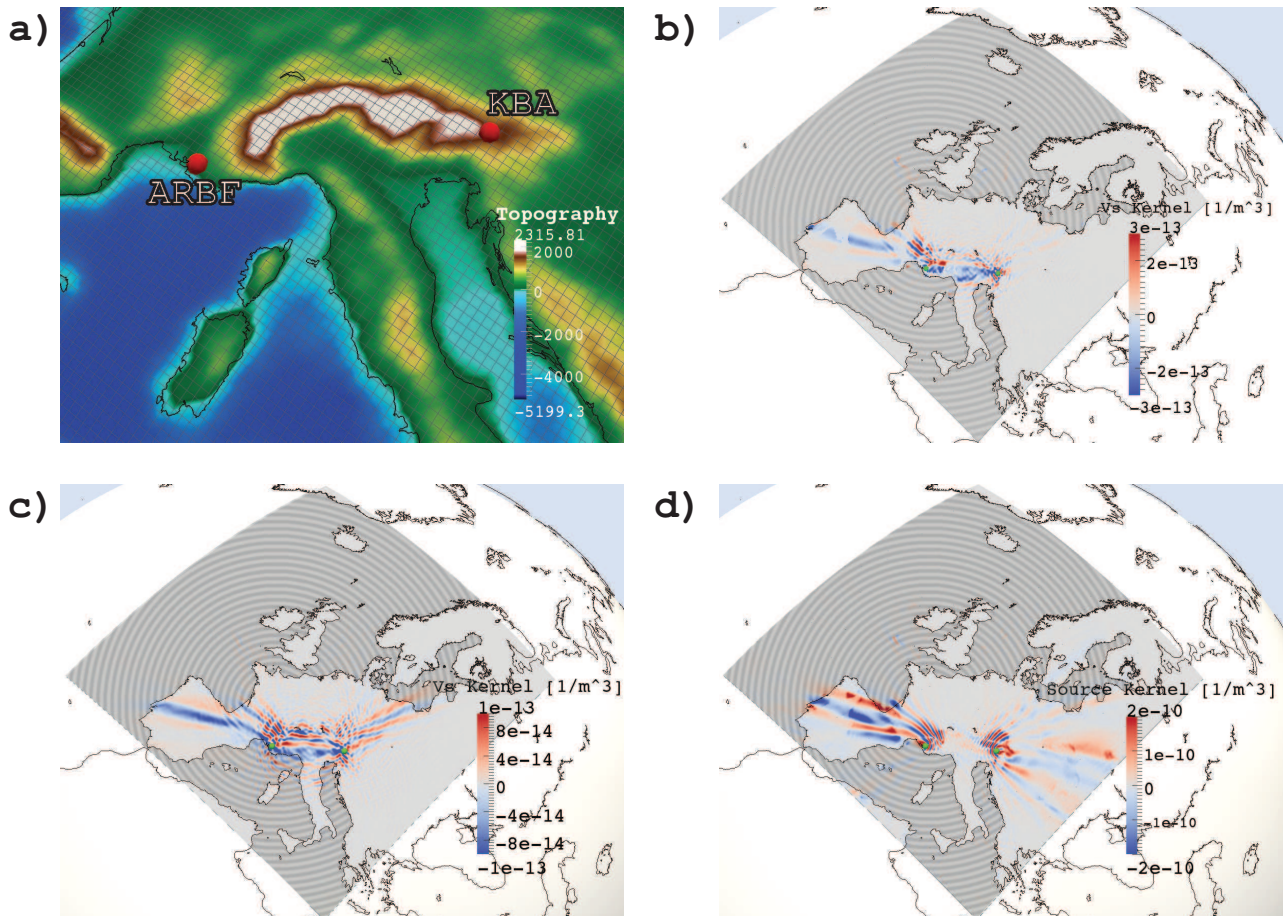 a)
KBA
ARBF
Topography
2315.81
2000
0
-2000
-4000
-5199.3
b)
Vs Kernel [1/m^3]
3e-13
2e-13
0
-2e-13
-3e-13
c)
Vs Kernel [1/m^3]
1e-13
8e-14
4e-14
0
-4e-14
-8e-14
-1e-13
d)
Source Kernel [1/m^3]
2e-10
1e-10
0
-1e-10
-2e-10